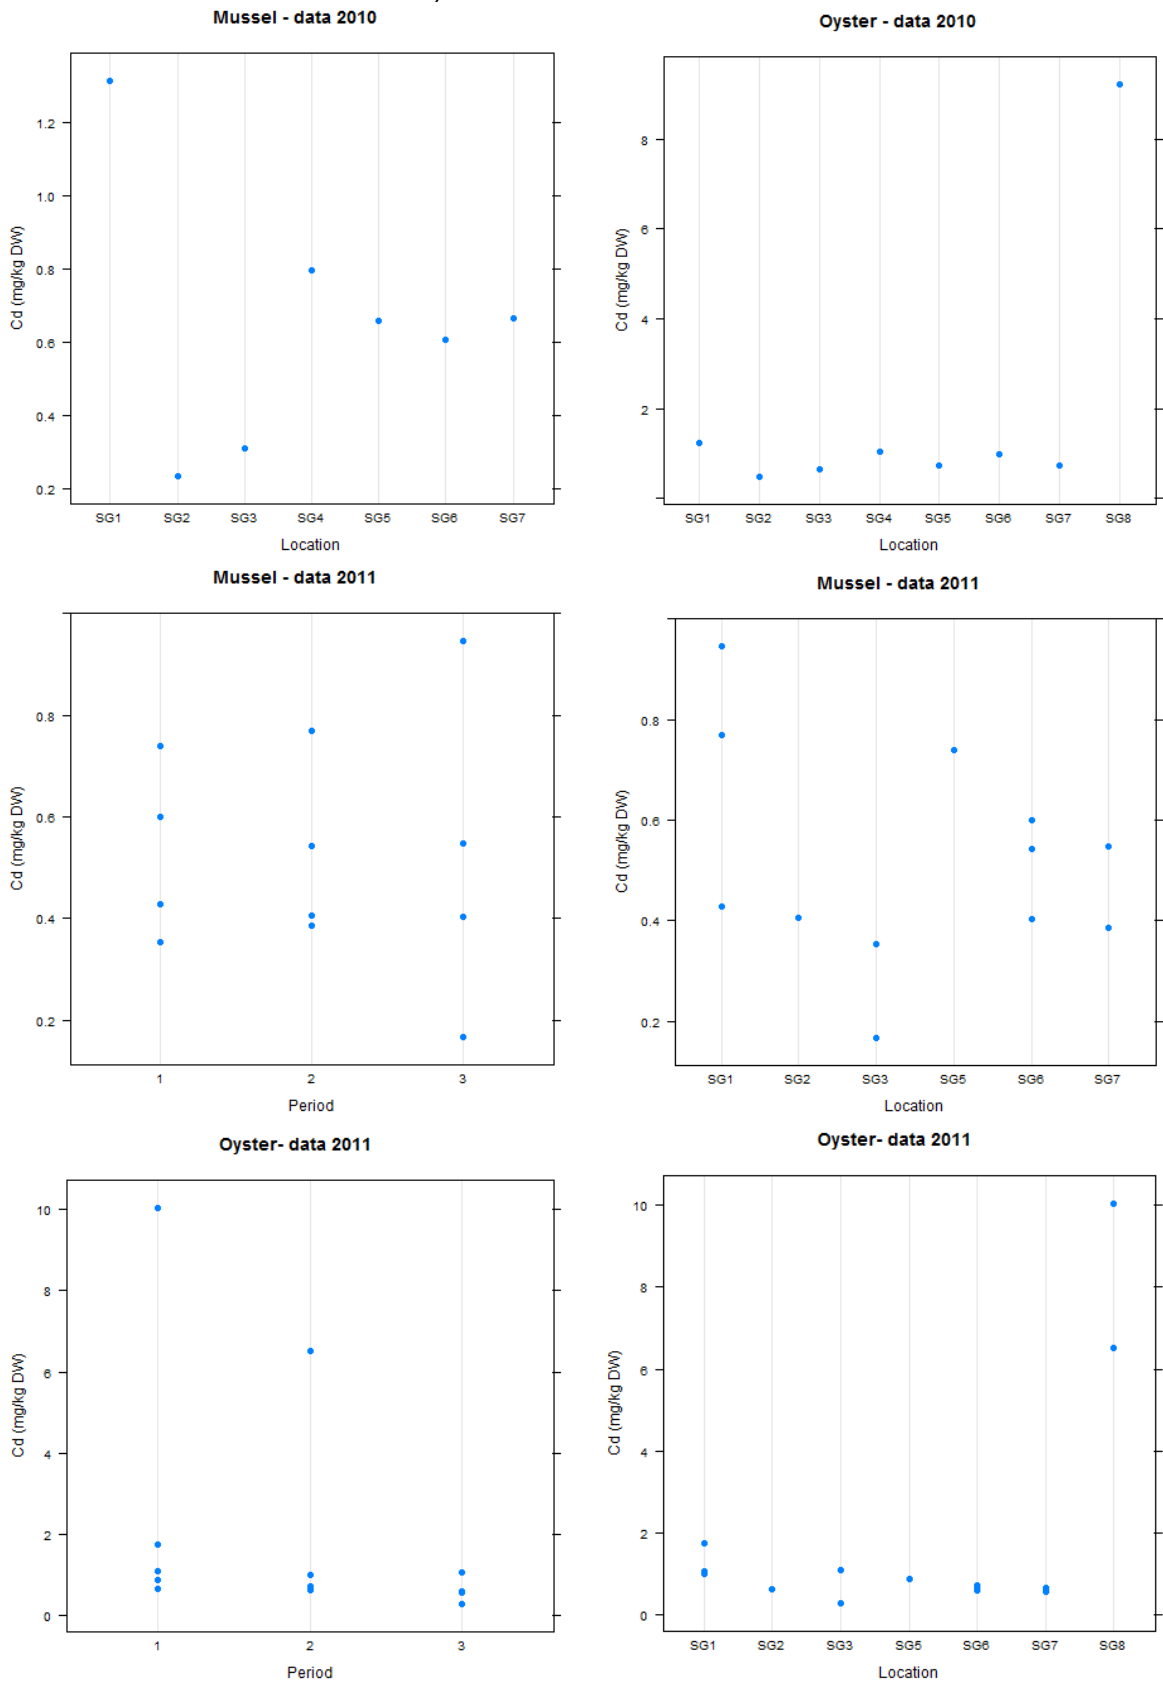 Mussel - data 2010
Cd (mg/kg DW)
1.2
1.0
0.8
0.6
0.4
0.2
SG1 SG2 SG3 SG4 SG5 SG6 SG7
Location
Oyster - data 2010
Cd (mg/kg DW)
8
6
4
2
SG1 SG2 SG3 SG4 SG5 SG6 SG7 SG8
Location
Mussel - data 2011
Cd (mg/kg DW)
0.8
0.6
0.4
0.2
1 2 3
Period
Mussel - data 2011
Cd (mg/kg DW)
0.8
0.6
0.4
0.2
SG1 SG2 SG3 SG5 SG6 SG7
Location
Oyster- data 2011
Cd (mg/kg DW)
10
8
6
4
2
0
1 2 3
Period
Oyster- data 2011
Cd (mg/kg DW)
10
8
6
4
2
0
SG1 SG2 SG3 SG5 SG6 SG7 SG8
Location